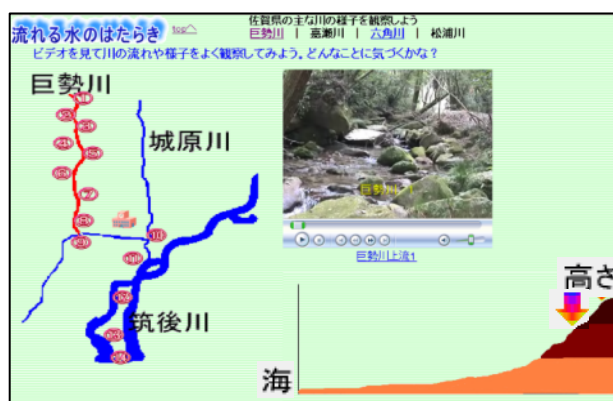 流れる水のはたらき top
佐賀県の主な川の様子を観察しよう
巨勢川 | 嘉瀬川 | 六角川 | 松浦川
ビデオを見て川の流れや様子をよく観察してみよう。どんなことに気づくかな?
巨勢川
城原川
筑後川
巨勢川上流1
高さ
海